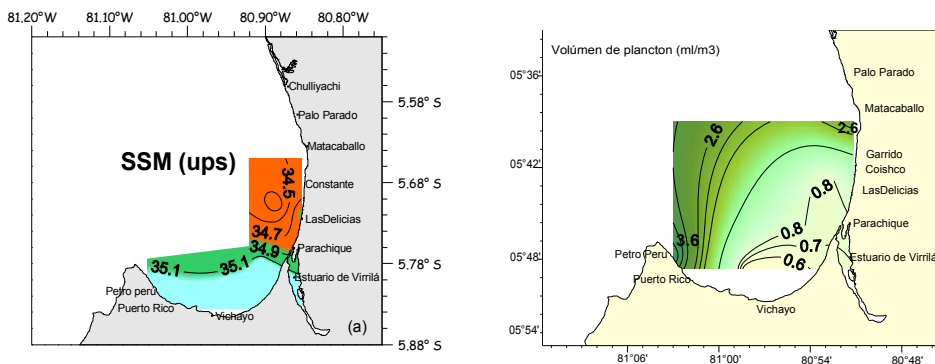 81.20°W 81.10°W 81.00°W 80.90°W 80.80°W
Chulliyachi
5.58° S
Palo Parado
Matacaballo
SSM (ups)
34.5
Constante
5.68° S
LasDelicias
34.7
34.9
Parachique
35.1
35.1
5.78° S
Estuario de Virrilá
Petro perú
Puerto Rico
Vichayo
(a)
5.88° S
Volúmen de plancton (ml/m3)
05°36'
Palo Parado
Matacaballo
2.6
2.6
Garrido
05°42'
Coishco
0.8
LasDelicias
0.8
Parachique
3.6
0.7
05°48'
Petro Peru
0.6
Estuario de Virrilá
Puerto Rico
Vichayo
05°54'
81°06' 81°00' 80°54' 80°48'